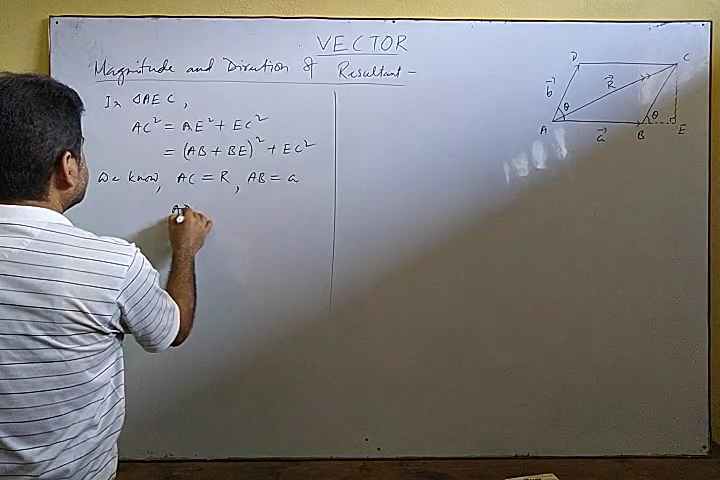 VECTOR
Magnitude and Direction of Resultant -
In ΔAEC,
AC² = AE² + EC²
= (AB + BE)² + EC²
We know, AC = R, AB = a
D
C
b⃗
R⃗
θ
θ
A
a⃗
B
E